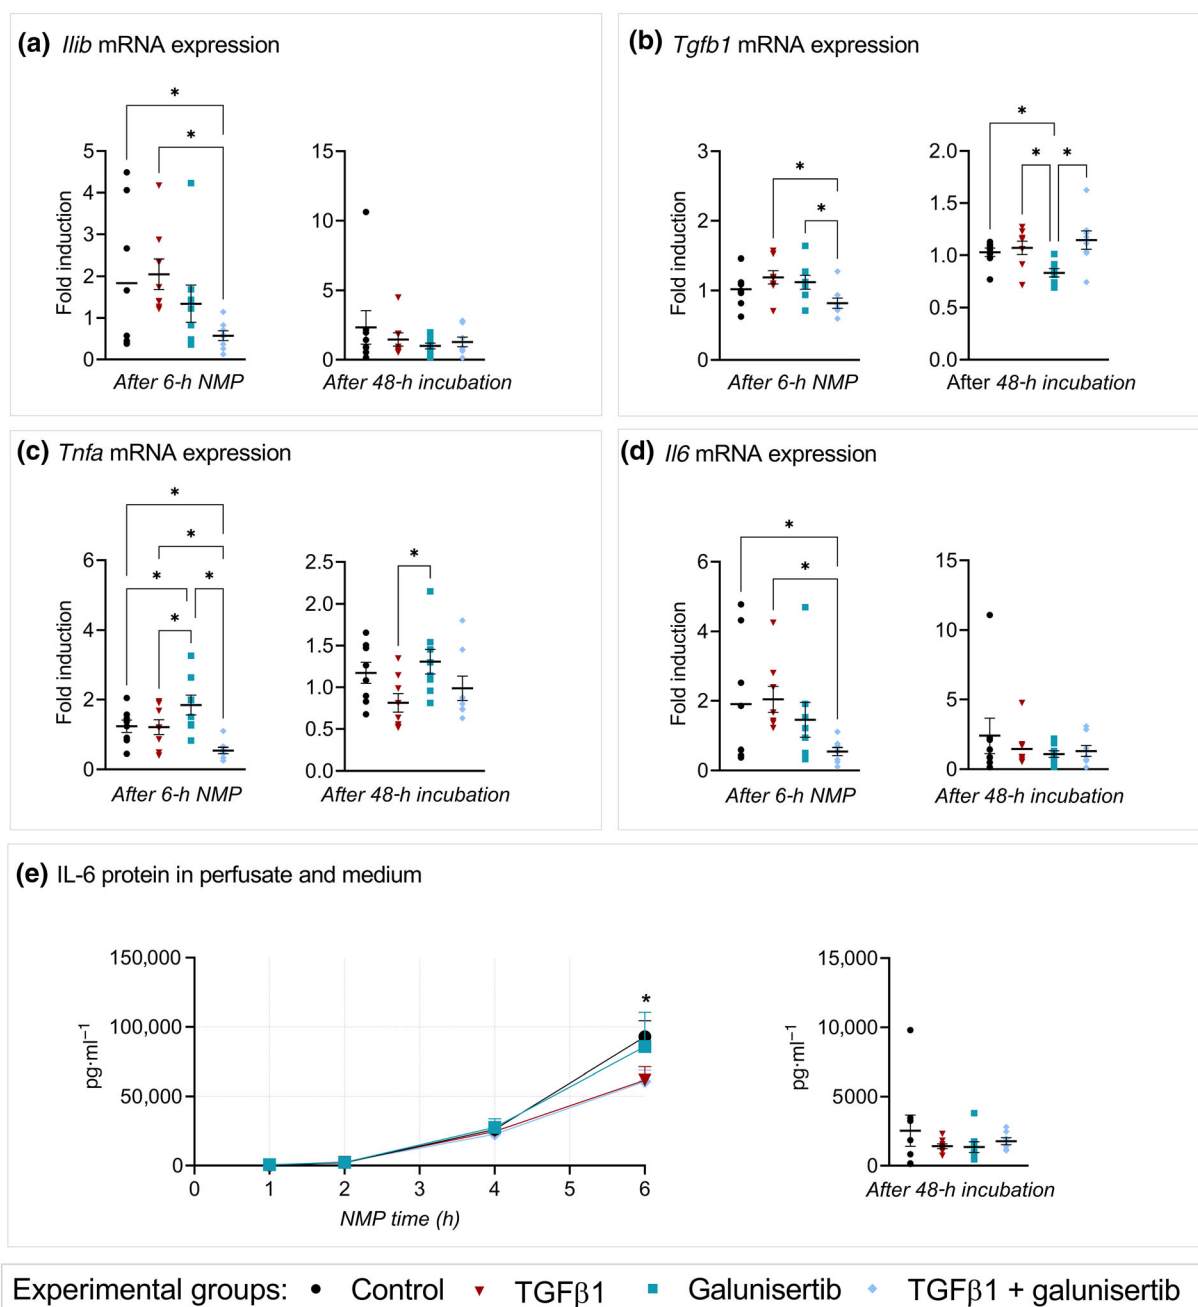 (a) Ilib mRNA expression
*
*
5
4
3
2
1
0
Fold induction
After 6-h NMP
15
10
5
0
After 48-h incubation
(b) Tgfb1 mRNA expression
*
*
3
2
1
0
Fold induction
After 6-h NMP
*
* *
2.0
1.5
1.0
0.5
0.0
After 48-h incubation
(c) Tnfa mRNA expression
*
*
* *
*
6
4
2
0
Fold induction
After 6-h NMP
*
2.5
2.0
1.5
1.0
0.5
0.0
After 48-h incubation
(d) Il6 mRNA expression
*
*
6
4
2
0
Fold induction
After 6-h NMP
15
10
5
0
After 48-h incubation
(e) IL-6 protein in perfusate and medium
150,000
100,000
50,000
0
pg·ml−1
*
0 1 2 3 4 5 6
NMP time (h)
15,000
10,000
5000
0
pg·ml−1
After 48-h incubation
Experimental groups: Control TGFβ1 Galunisertib TGFβ1 + galunisertib